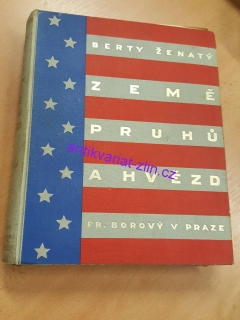 BERTY ŽENATÝ
ZEMĚ
PRUHŮ
antikvariat-zlin.cz
A HVĚZD
FR. BOROVÝ V PRAZE